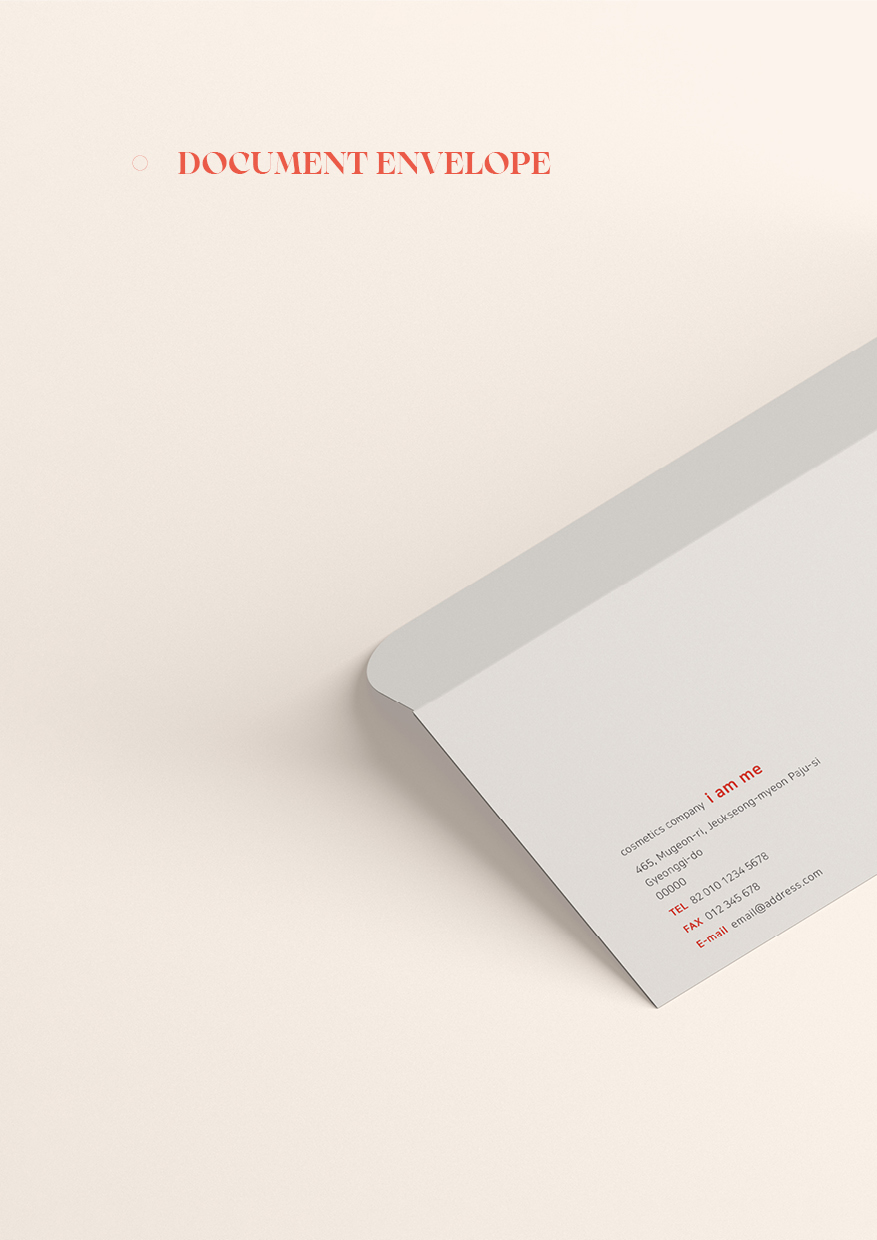 DOCUMENT ENVELOPE
cosmetics company i am me
465, Mugeon-ri, Jeokseong-myeon Paju-si
Gyeonggi-do
00000
TEL 82 010 1234 5678
FAX 012 345 678
E-mail email@address.com